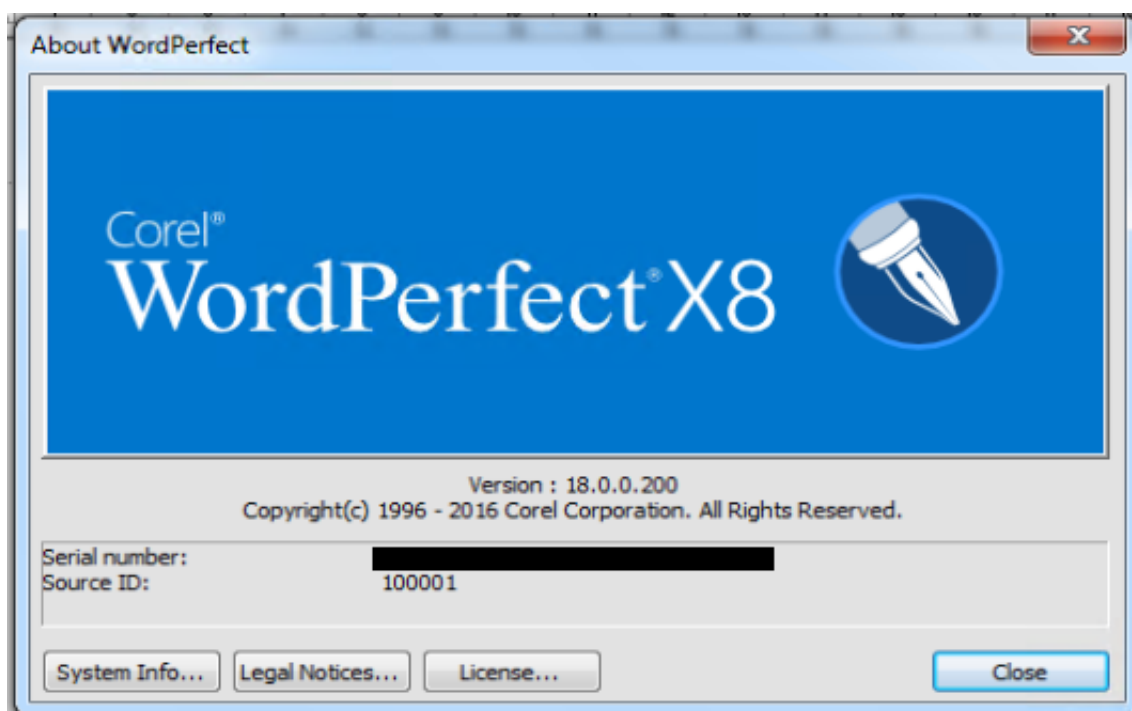 About WordPerfect
Corel®
WordPerfect® X8
Version : 18.0.0.200
Copyright(c) 1996 - 2016 Corel Corporation. All Rights Reserved.
Serial number:
Source ID: 100001
System Info... Legal Notices... License... Close